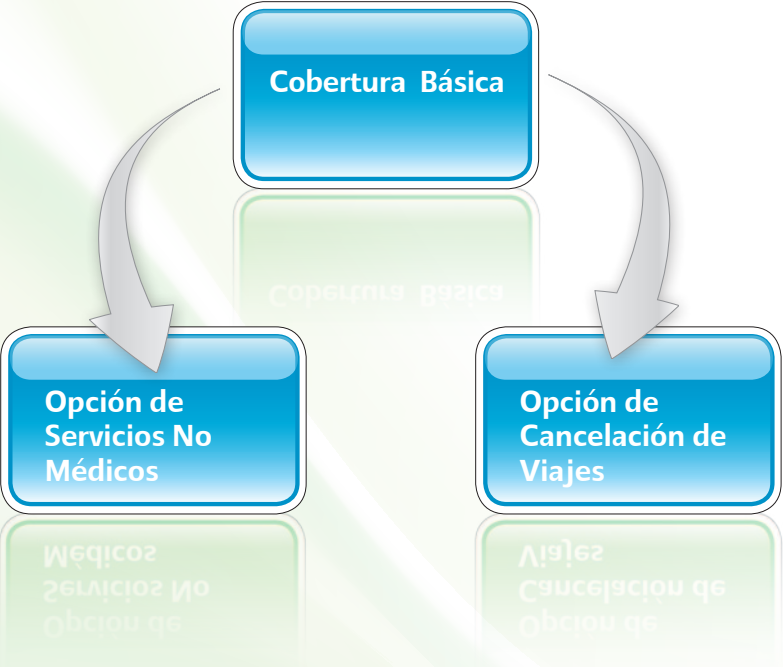 Cobertura Básica
Opción de
Servicios No
Médicos
Opción de
Cancelación de
Viajes